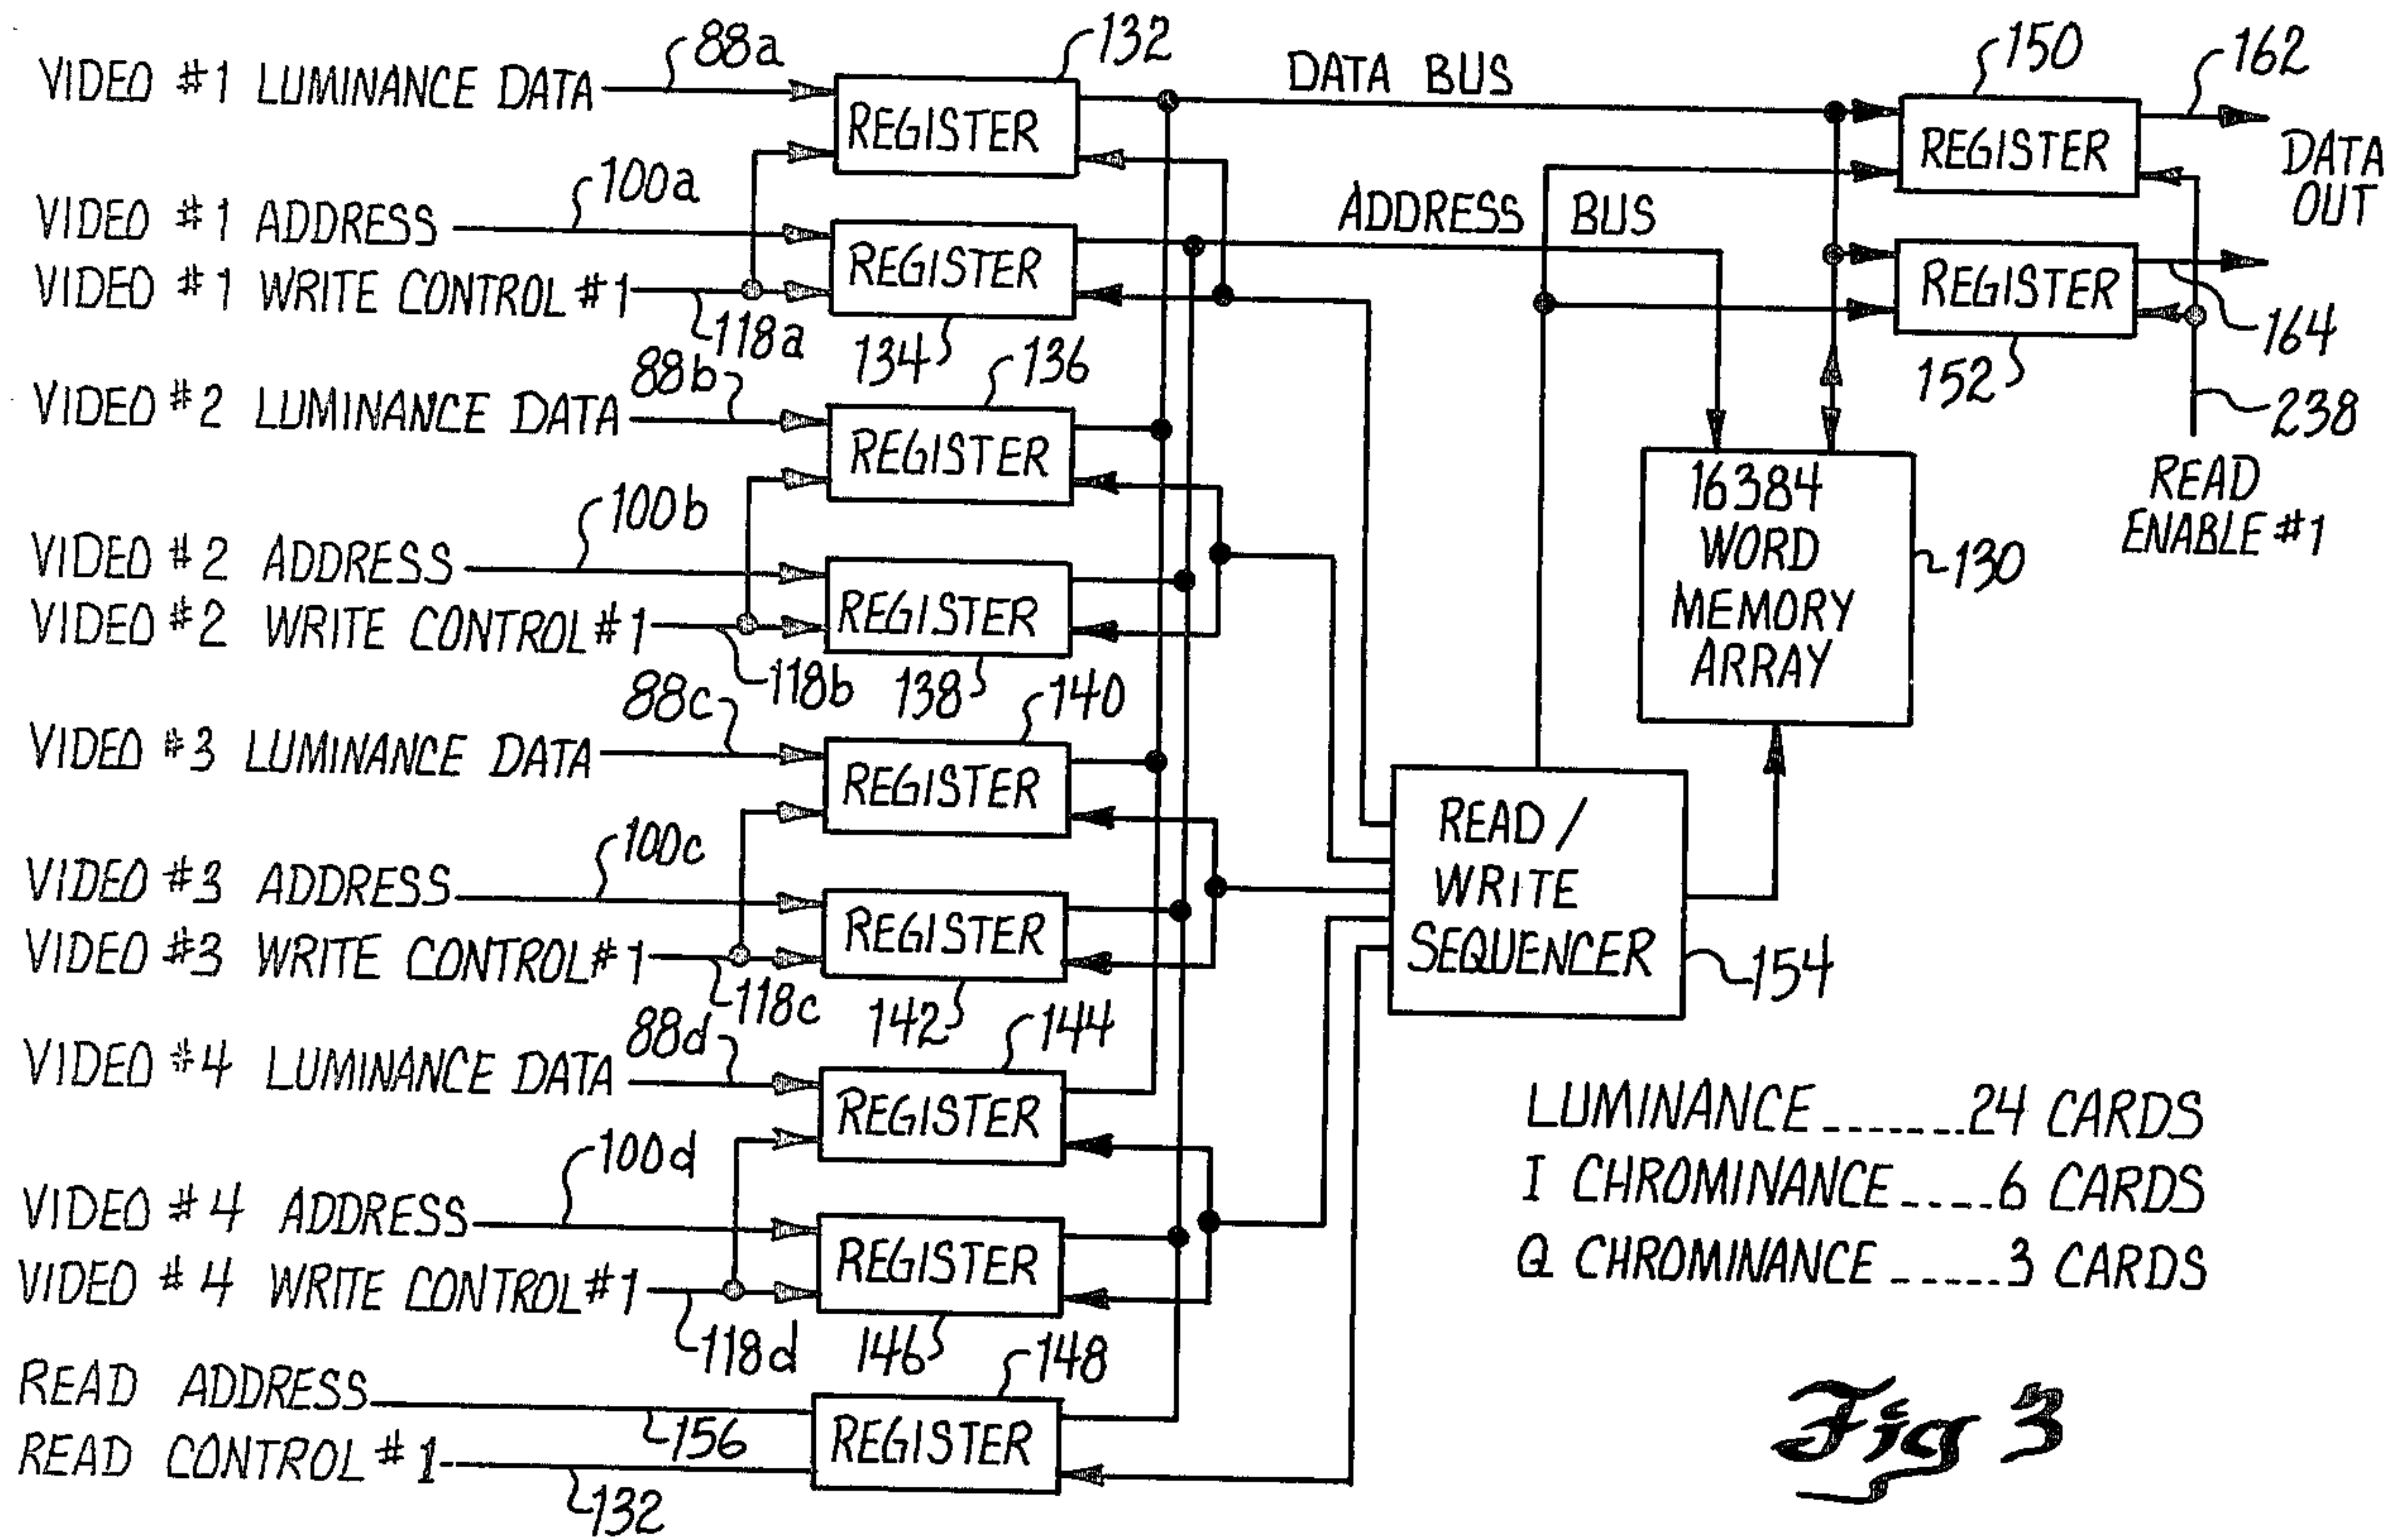 88a
132
DATA BUS
150
162
VIDEO #1 LUMINANCE DATA
REGISTER
REGISTER
DATA
OUT
100a
VIDEO #1 ADDRESS
REGISTER
ADDRESS BUS
REGISTER
VIDEO #1 WRITE CONTROL #1
118a
134
164
88b
136
152
238
VIDEO #2 LUMINANCE DATA
REGISTER
READ
ENABLE #1
16384
WORD
MEMORY
ARRAY
130
100b
VIDEO #2 ADDRESS
REGISTER
VIDEO #2 WRITE CONTROL #1
118b
138
88c
140
VIDEO #3 LUMINANCE DATA
REGISTER
READ /
WRITE
SEQUENCER
154
100c
VIDEO #3 ADDRESS
REGISTER
VIDEO #3 WRITE CONTROL #1
118c
142
88d
144
VIDEO #4 LUMINANCE DATA
REGISTER
LUMINANCE.......24 CARDS
I CHROMINANCE....6 CARDS
Q CHROMINANCE.....3 CARDS
100d
VIDEO #4 ADDRESS
REGISTER
VIDEO #4 WRITE CONTROL #1
118d
146
148
READ ADDRESS
156
REGISTER
READ CONTROL #1
132
Fig 3